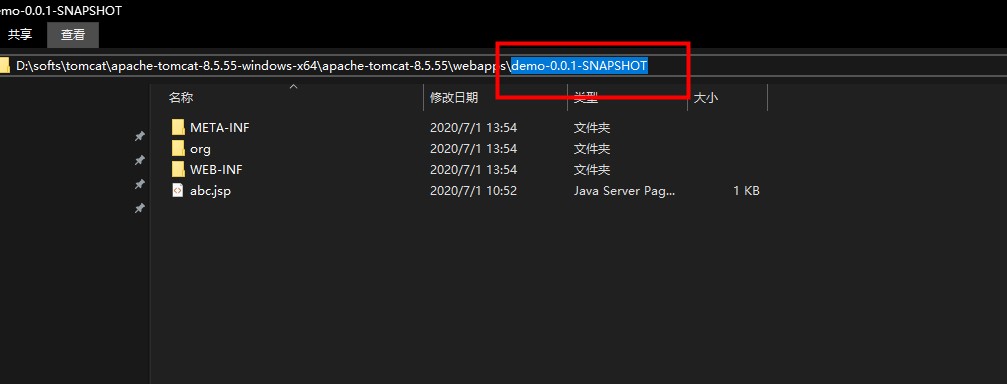 emo-0.0.1-SNAPSHOT
共享 查看
D:\softs\tomcat\apache-tomcat-8.5.55-windows-x64\apache-tomcat-8.5.55\webapps\demo-0.0.1-SNAPSHOT
名称 修改日期 类型 大小
META-INF 2020/7/1 13:54 文件夹
org 2020/7/1 13:54 文件夹
WEB-INF 2020/7/1 13:54 文件夹
abc.jsp 2020/7/1 10:52 Java Server Pag... 1 KB